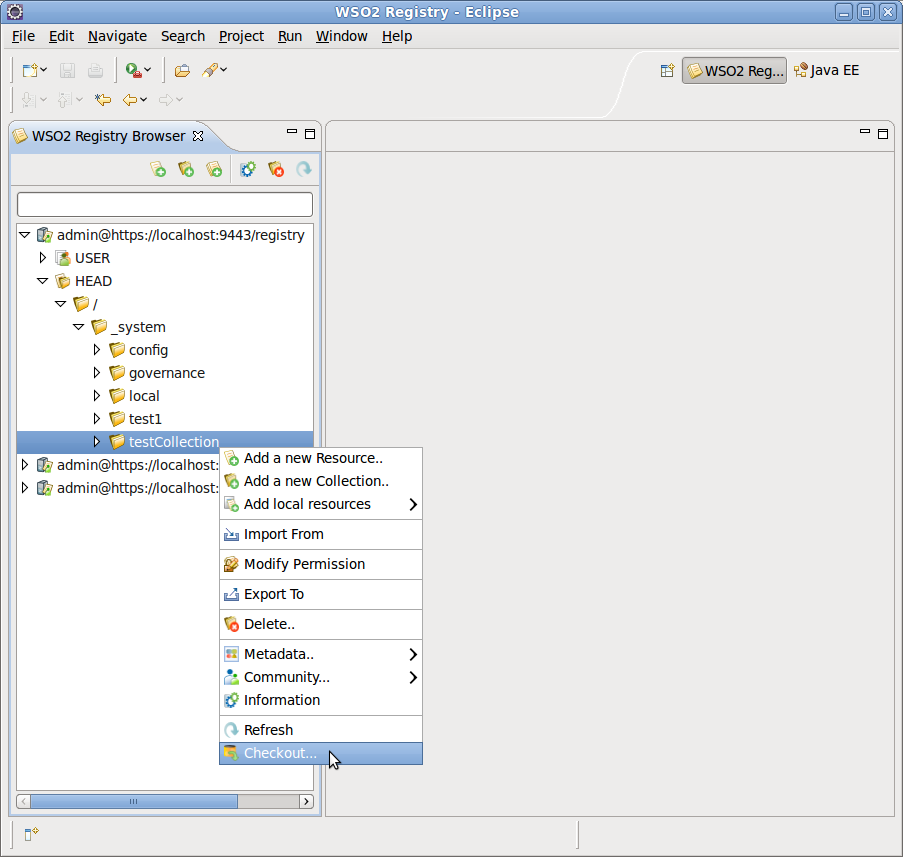 WSO2 Registry - Eclipse
File Edit Navigate Search Project Run Window Help
WSO2 Reg... Java EE
WSO2 Registry Browser
admin@https://localhost:9443/registry
USER
HEAD
/
_system
config
governance
local
test1
testCollection
admin@https://localhost:
admin@https://localhost:
Add a new Resource..
Add a new Collection..
Add local resources
Import From
Modify Permission
Export To
Delete..
Metadata..
Community...
Information
Refresh
Checkout...